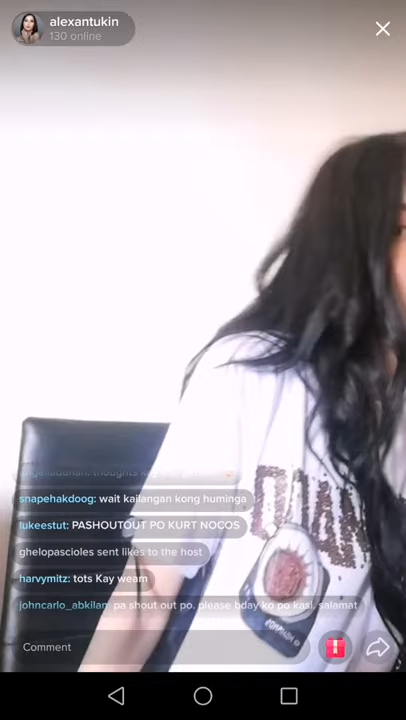 alexantukin
130 online
snapehakdoog: wait kailangan kong huminga
lukeestut: PASHOUTOUT PO KURT NOCOS
ghelopascioles sent likes to the host
harvymitz: tots Kay weam
johncarlo_abkilan: pa shout out po. please bday ko po kasi. salamat
Comment